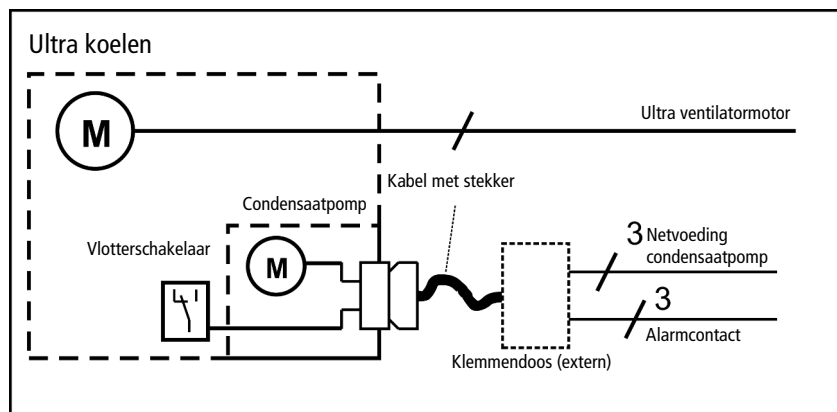 Ultra koelen
M
Ultra ventilatormotor
Kabel met stekker
Condensaatpomp
Vlotterschakelaar
M
3 Netvoeding
condensaatpomp
3
Alarmcontact
Klemmendoos (extern)